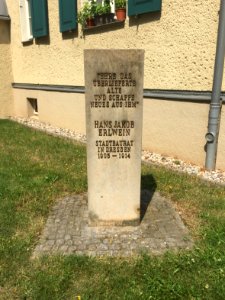 "EHRE DAS
ÜBERLIEFERTE
ALTE
UND SCHAFFE
NEUES AUS IHM"
HANS JAKOB
ERLWEIN
STADTBAURAT
IN DRESDEN
1905 – 1914